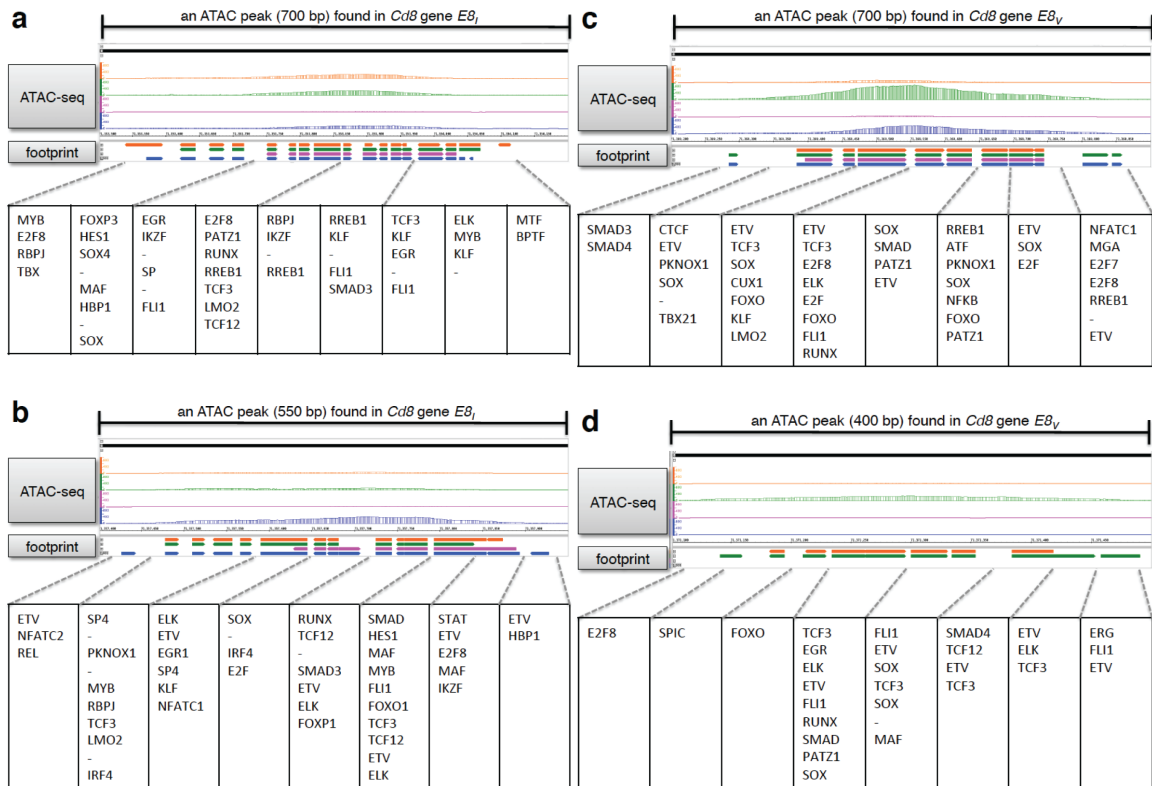 a
an ATAC peak (700 bp) found in Cd8 gene E8I
ATAC-seq
footprint
MYB
E2F8
RBPJ
TBX
FOXP3
HES1
SOX4
-
MAF
HBP1
-
SOX
EGR
IKZF
-
SP
-
FLI1
E2F8
PATZ1
RUNX
RREB1
TCF3
LMO2
TCF12
RBPJ
IKZF
-
RREB1
RREB1
KLF
-
FLI1
SMAD3
TCF3
KLF
EGR
-
FLI1
ELK
MYB
KLF
-
MTF
BPTF
b
an ATAC peak (550 bp) found in Cd8 gene E8I
ATAC-seq
footprint
ETV
NFATC2
REL
SP4
-
PKNOX1
-
MYB
RBPJ
TCF3
LMO2
-
IRF4
ELK
ETV
EGR1
SP4
KLF
NFATC1
SOX
-
IRF4
E2F
RUNX
TCF12
-
SMAD3
ETV
ELK
FOXP1
SMAD
HES1
MAF
MYB
FLI1
FOXO1
TCF3
TCF12
ETV
ELK
STAT
ETV
E2F8
MAF
IKZF
ETV
HBP1
c
an ATAC peak (700 bp) found in Cd8 gene E8V
ATAC-seq
footprint
SMAD3
SMAD4
CTCF
ETV
PKNOX1
SOX
-
TBX21
ETV
TCF3
SOX
CUX1
FOXO
KLF
LMO2
ETV
TCF3
E2F8
ELK
E2F
FOXO
FLI1
RUNX
SOX
SMAD
PATZ1
ETV
RREB1
ATF
PKNOX1
SOX
NFKB
FOXO
PATZ1
ETV
SOX
E2F
NFATC1
MGA
E2F7
E2F8
RREB1
-
ETV
d
an ATAC peak (400 bp) found in Cd8 gene E8V
ATAC-seq
footprint
E2F8
SPIC
FOXO
TCF3
EGR
ELK
ETV
FLI1
RUNX
SMAD
PATZ1
SOX
FLI1
ETV
SOX
TCF3
SOX
-
MAF
SMAD4
TCF12
ETV
TCF3
ETV
ELK
TCF3
ERG
FLI1
ETV